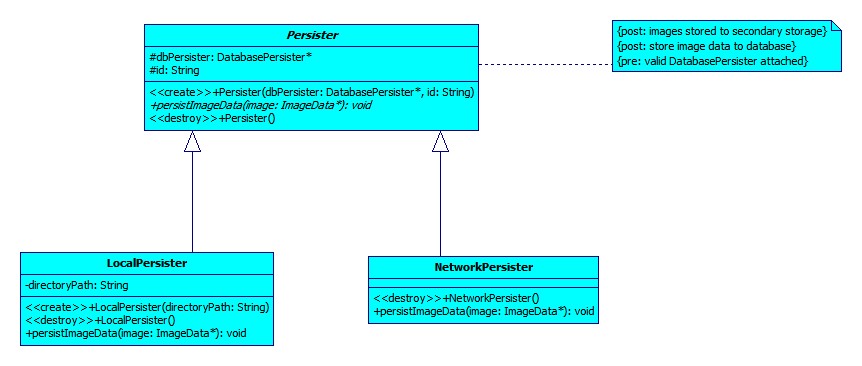 Persister
#dbPersister: DatabasePersister*
#id: String
<<create>>+Persister(dbPersister: DatabasePersister*, id: String)
+persistImageData(image: ImageData*): void
<<destroy>>+Persister()
{post: images stored to secondary storage}
{post: store image data to database}
{pre: valid DatabasePersister attached}
LocalPersister
-directoryPath: String
<<create>>+LocalPersister(directoryPath: String)
<<destroy>>+LocalPersister()
+persistImageData(image: ImageData*): void
NetworkPersister
<<destroy>>+NetworkPersister()
+persistImageData(image: ImageData*): void